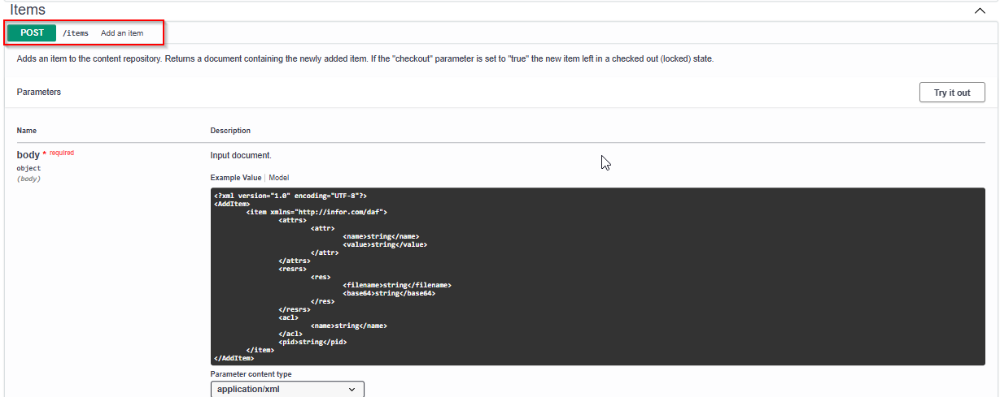 Items
POST /items Add an item
Adds an item to the content repository. Returns a document containing the newly added item. If the "checkout" parameter is set to "true" the new item left in a checked out (locked) state.
Parameters
Try it out
Name Description
body * required
Input document.
object
(body)
Example Value | Model
<?xml version="1.0" encoding="UTF-8"?>
<AddItem>
<item xmlns="http://infor.com/daf">
<attrs>
<attr>
<name>string</name>
<value>string</value>
</attr>
</attrs>
<resrs>
<res>
<filename>string</filename>
<base64>string</base64>
</res>
</resrs>
<acl>
<name>string</name>
</acl>
<pid>string</pid>
</item>
</AddItem>
Parameter content type
application/xml